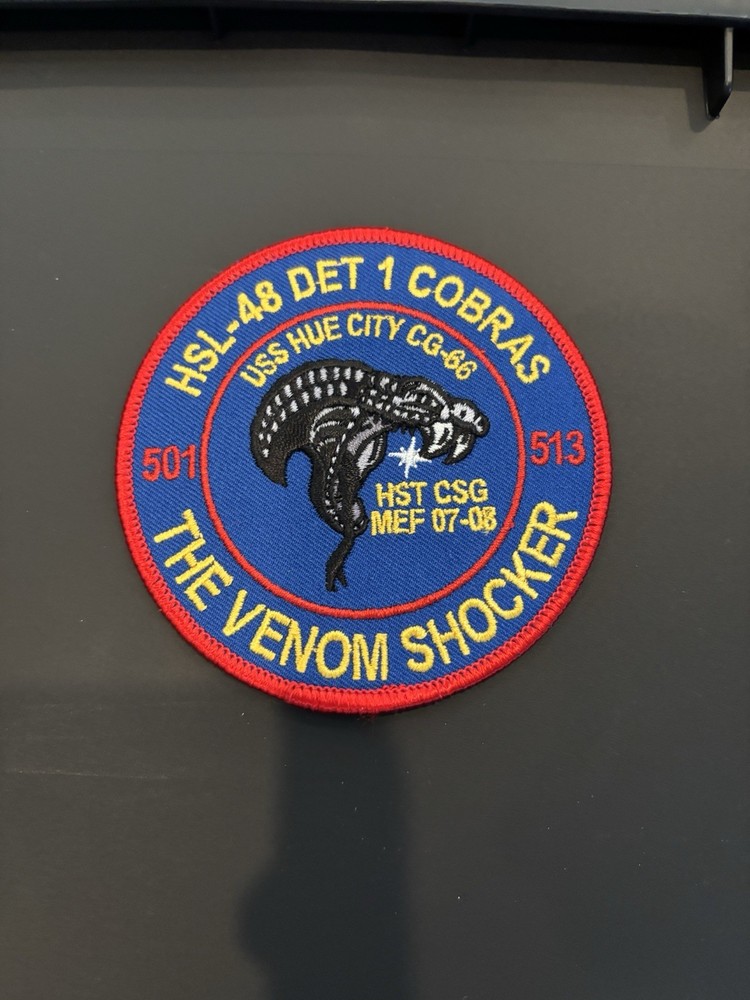 HSL-48 DET 1 COBRAS
USS HUE CITY CG-66
501
513
HST CSG
MEF 07-08
THE VENOM SHOCKER